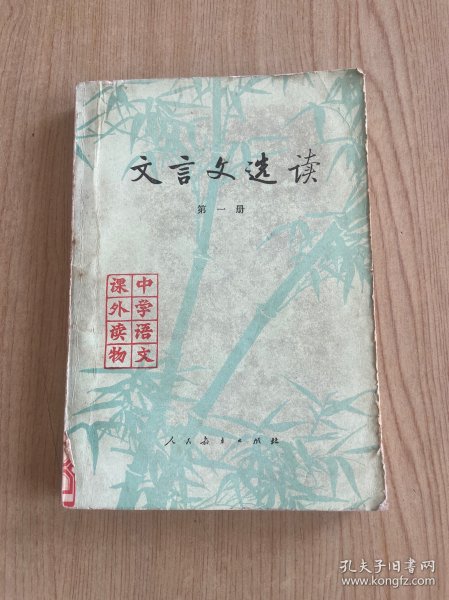 文言文选读
第一册
中学语文
课外读物
人民教育出版社
孔夫子旧书网
www.kongfz.com